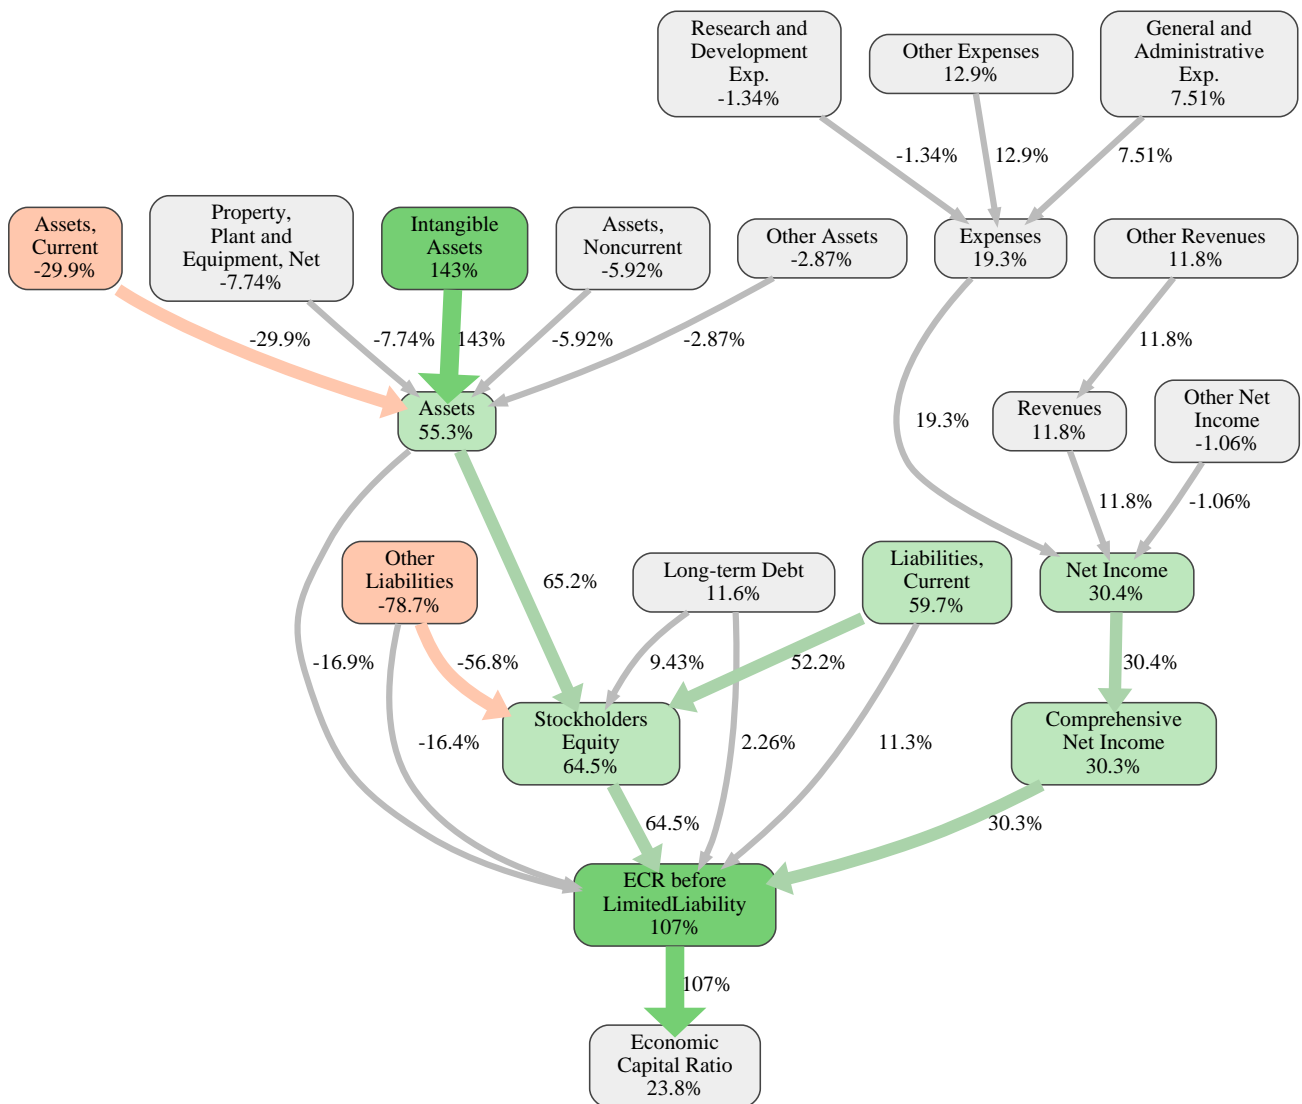 Research and
Development
Exp.
-1.34%
Other Expenses
12.9%
General and
Administrative
Exp.
7.51%
-1.34%
12.9%
7.51%
Assets,
Current
-29.9%
Property,
Plant and
Equipment, Net
-7.74%
Intangible
Assets
143%
Assets,
Noncurrent
-5.92%
Other Assets
-2.87%
Expenses
19.3%
Other Revenues
11.8%
-29.9%
-7.74%
143%
-5.92%
-2.87%
11.8%
Assets
55.3%
19.3%
Revenues
11.8%
Other Net
Income
-1.06%
11.8%
-1.06%
Other
Liabilities
-78.7%
65.2%
Long-term Debt
11.6%
Liabilities,
Current
59.7%
Net Income
30.4%
-16.9%
-56.8%
9.43%
52.2%
30.4%
Stockholders
Equity
64.5%
Comprehensive
Net Income
30.3%
-16.4%
2.26%
11.3%
64.5%
30.3%
ECR before
LimitedLiability
107%
107%
Economic
Capital Ratio
23.8%